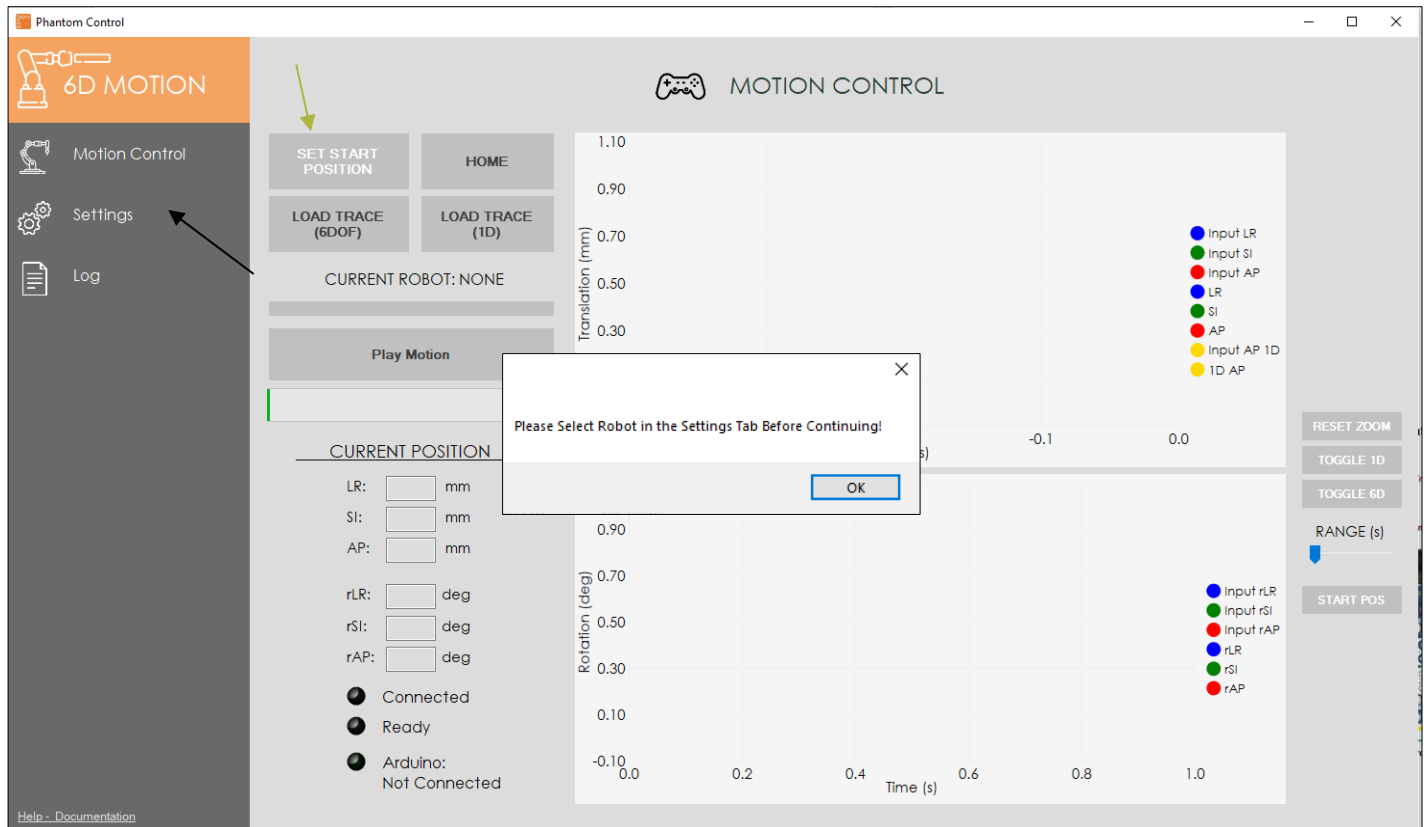 Phantom Control
6D MOTION
Motion Control
Settings
Log
Help - Documentation
MOTION CONTROL
SET START
POSITION
HOME
LOAD TRACE
(6DOF)
LOAD TRACE
(1D)
CURRENT ROBOT: NONE
Play Motion
CURRENT POSITION
LR: mm
SI: mm
AP: mm
rLR: deg
rSI: deg
rAP: deg
Connected
Ready
Arduino:
Not Connected
Please Select Robot in the Settings Tab Before Continuing!
OK
Translation (mm)
1.10
0.90
0.70
0.50
0.30
-0.1
0.0
s)
Input LR
Input SI
Input AP
LR
SI
AP
Input AP 1D
1D AP
Rotation (deg)
0.90
0.70
0.50
0.30
0.10
-0.10
0.0
0.2
0.4
0.6
0.8
1.0
Time (s)
Input rLR
Input rSI
Input rAP
rLR
rSI
rAP
RESET ZOOM
TOGGLE 1D
TOGGLE 6D
RANGE (s)
START POS